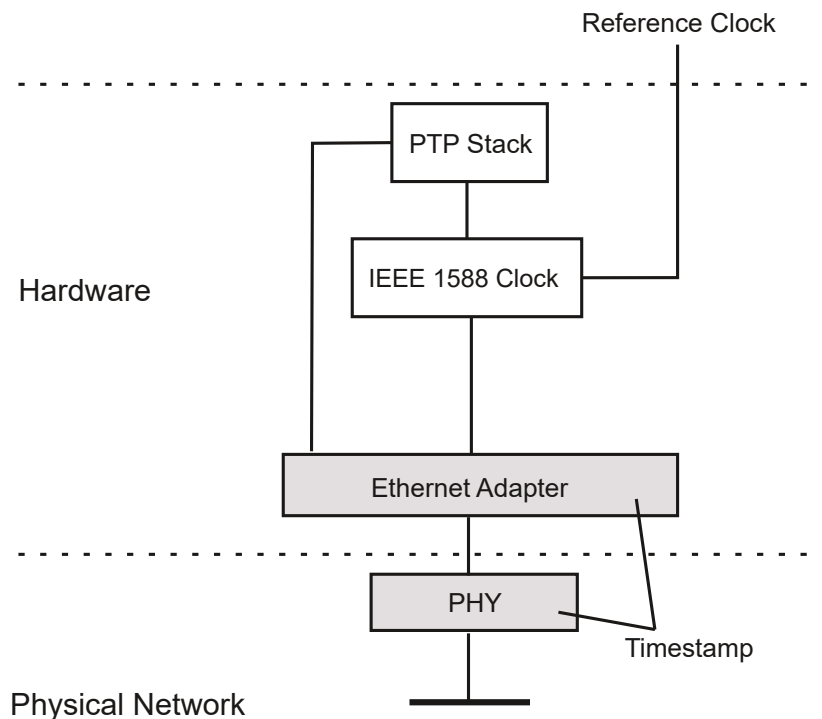 Reference Clock
PTP Stack
IEEE 1588 Clock
Hardware
Ethernet Adapter
PHY
Timestamp
Physical Network